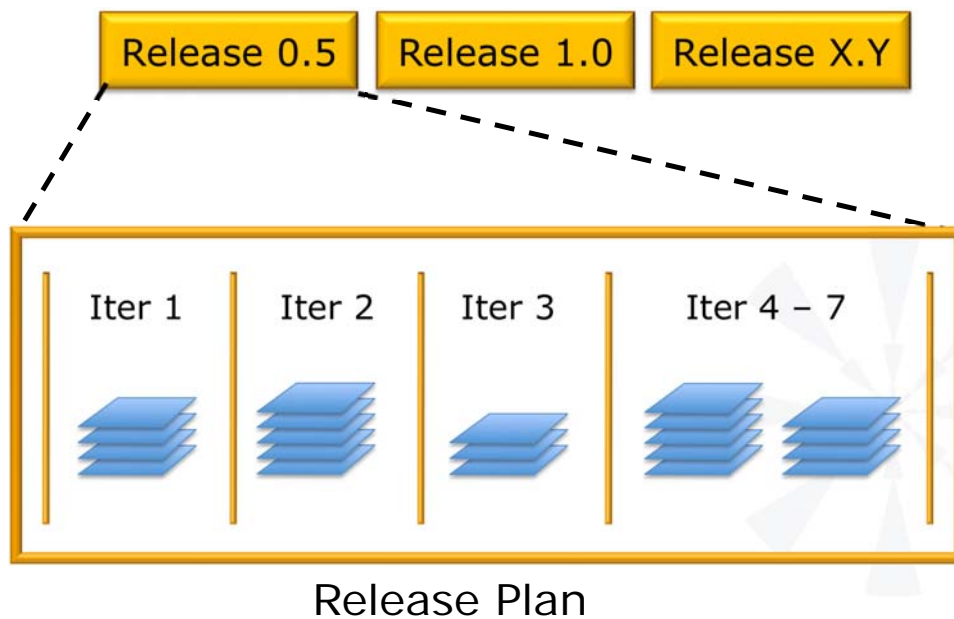 Release 0.5 Release 1.0 Release X.Y
Iter 1 Iter 2 Iter 3 Iter 4 – 7
Release Plan